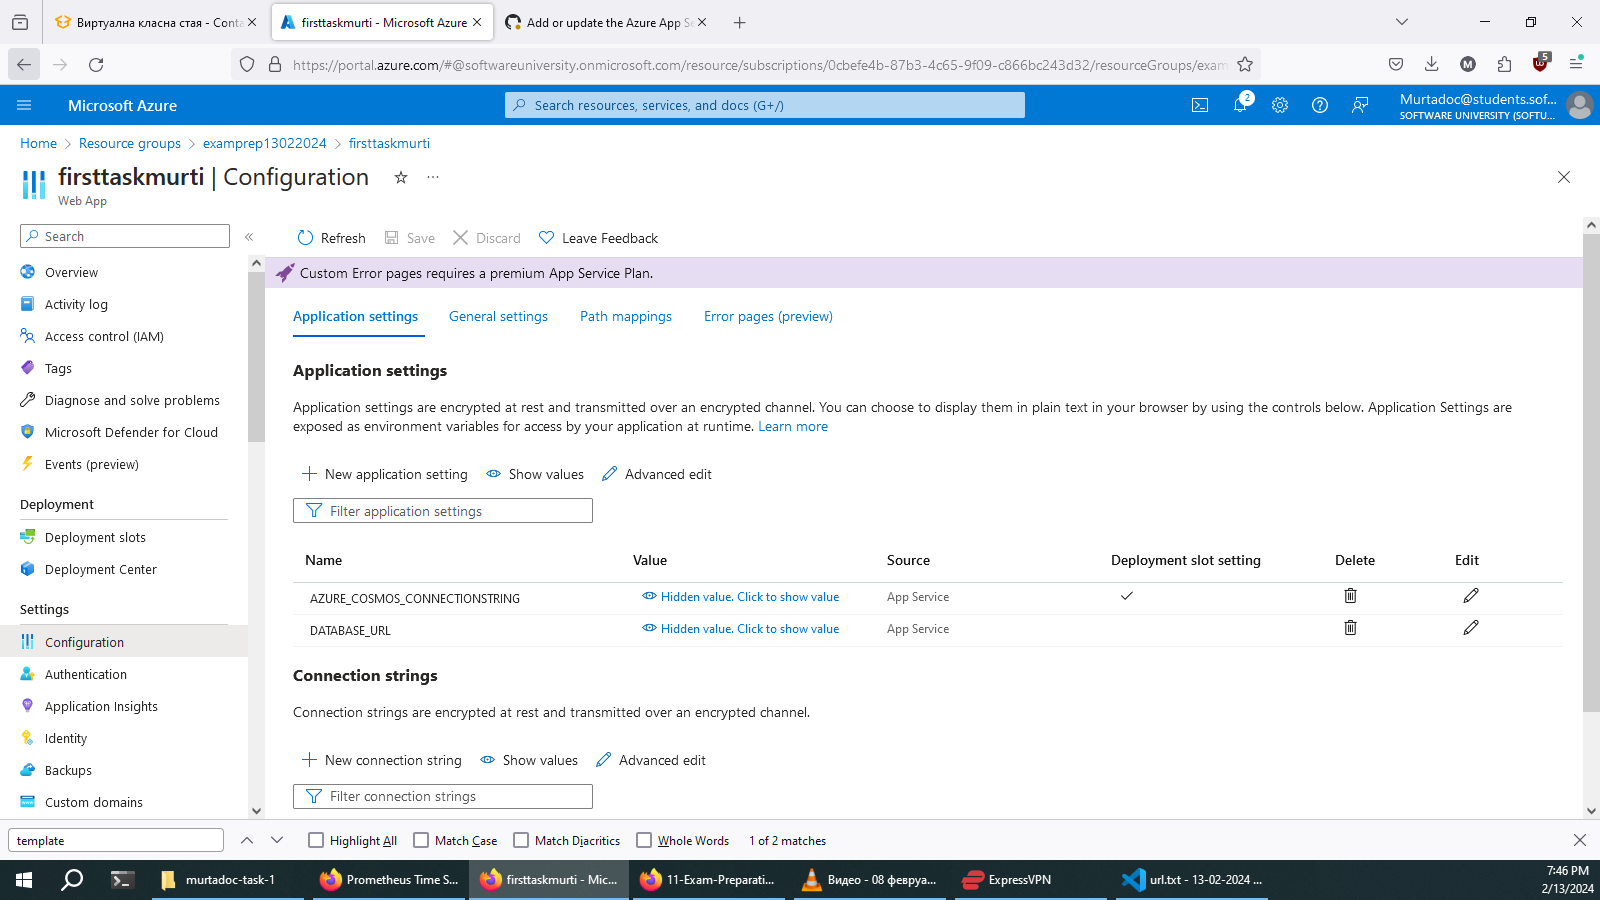 Виртуална класна стая - Conta
firsttaskmurti - Microsoft Azure
Add or update the Azure App Se
https://portal.azure.com/#@softwareuniversity.onmicrosoft.com/resource/subscriptions/0cbefe4b-87b3-4c65-9f09-c866bc243d32/resourceGroups/exam
5
Microsoft Azure
Search resources, services, and docs (G+/)
2
Murtadoc@students.sof...
SOFTWARE UNIVERSITY (SOFTU...
Home > Resource groups > examprep13022024 > firsttaskmurti
firsttaskmurti | Configuration
Web App
Search
Refresh Save Discard Leave Feedback
Custom Error pages requires a premium App Service Plan.
Overview
Activity log
Access control (IAM)
Tags
Diagnose and solve problems
Microsoft Defender for Cloud
Events (preview)
Deployment
Deployment slots
Deployment Center
Settings
Configuration
Authentication
Application Insights
Identity
Backups
Custom domains
Application settings General settings Path mappings Error pages (preview)
Application settings
Application settings are encrypted at rest and transmitted over an encrypted channel. You can choose to display them in plain text in your browser by using the controls below. Application Settings are
exposed as environment variables for access by your application at runtime. Learn more
New application setting Show values Advanced edit
Filter application settings
Name Value Source Deployment slot setting Delete Edit
AZURE_COSMOS_CONNECTIONSTRING Hidden value. Click to show value App Service
DATABASE_URL Hidden value. Click to show value App Service
Connection strings
Connection strings are encrypted at rest and transmitted over an encrypted channel.
New connection string Show values Advanced edit
Filter connection strings
template Highlight All Match Case Match Diacritics Whole Words 1 of 2 matches
murtadoc-task-1
Prometheus Time S...
firsttaskmurti - Mic...
11-Exam-Preparati...
Видео - 08 февруа...
ExpressVPN
url.txt - 13-02-2024 ...
7:46 PM
2/13/2024